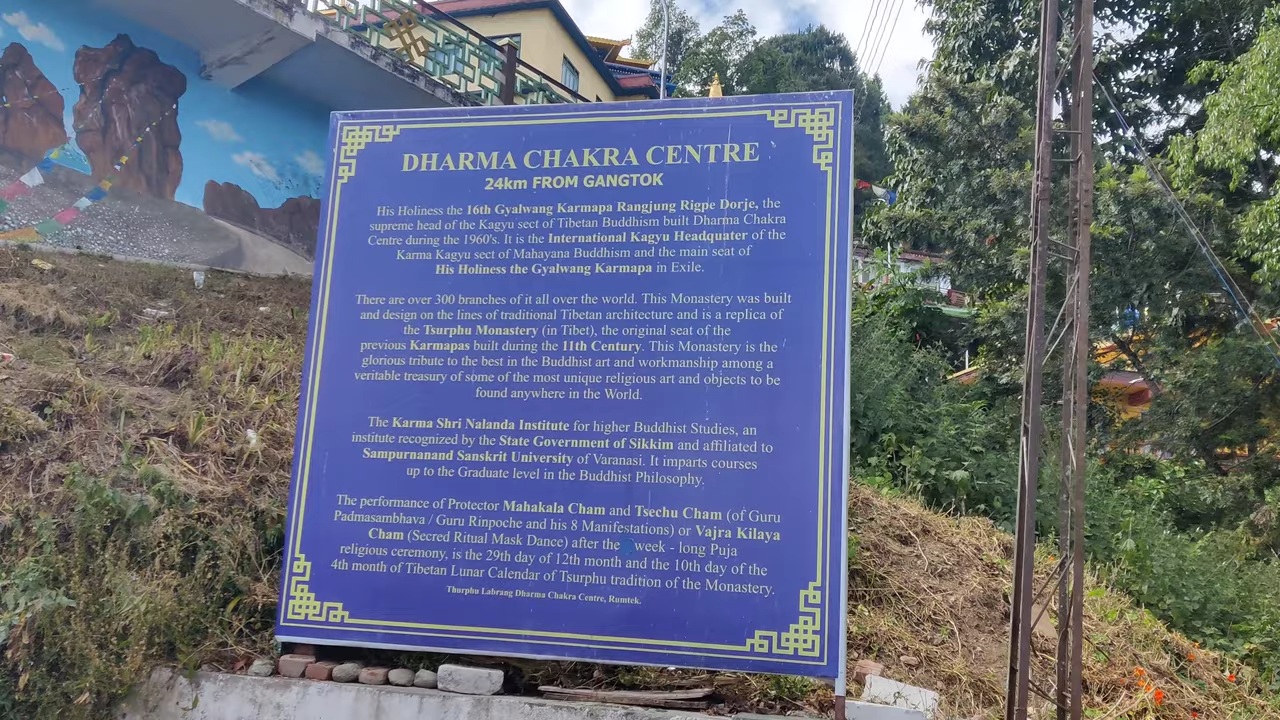 DHARMA CHAKRA CENTRE
24km FROM GANGTOK
His Holiness the 16th Gyalwang Karmapa Rangjung Rigpe Dorje, the
supreme head of the Kagyu sect of Tibetan Buddhism built Dharma Chakra
Centre during the 1960's. It is the International Kagyu Headquater of the
Karma Kagyu sect of Mahayana Buddhism and the main seat of
His Holiness the Gyalwang Karmapa in Exile.
There are over 300 branches of it all over the world. This Monastery was built
and design on the lines of traditional Tibetan architecture and is a replica of
the Tsurphu Monastery (in Tibet), the original seat of the
previous Karmapas built during the 11th Century. This Monastery is the
glorious tribute to the best in the Buddhist art and workmanship among a
veritable treasury of some of the most unique religious art and objects to be
found anywhere in the World.
The Karma Shri Nalanda Institute for higher Buddhist Studies, an
institute recognized by the State Government of Sikkim and affiliated to
Sampurnanand Sanskrit University of Varanasi. It imparts courses
up to the Graduate level in the Buddhist Philosophy.
The performance of Protector Mahakala Cham and Tsechu Cham (of Guru
Padmasambhava / Guru Rinpoche and his 8 Manifestations) or Vajra Kilaya
Cham (Secred Ritual Mask Dance) after the week - long Puja
religious ceremony, is the 29th day of 12th month and the 10th day of the
4th month of Tibetan Lunar Calendar of Tsurphu tradition of the Monastery.
Thurphu Labrang Dharma Chakra Centre, Rumtek.